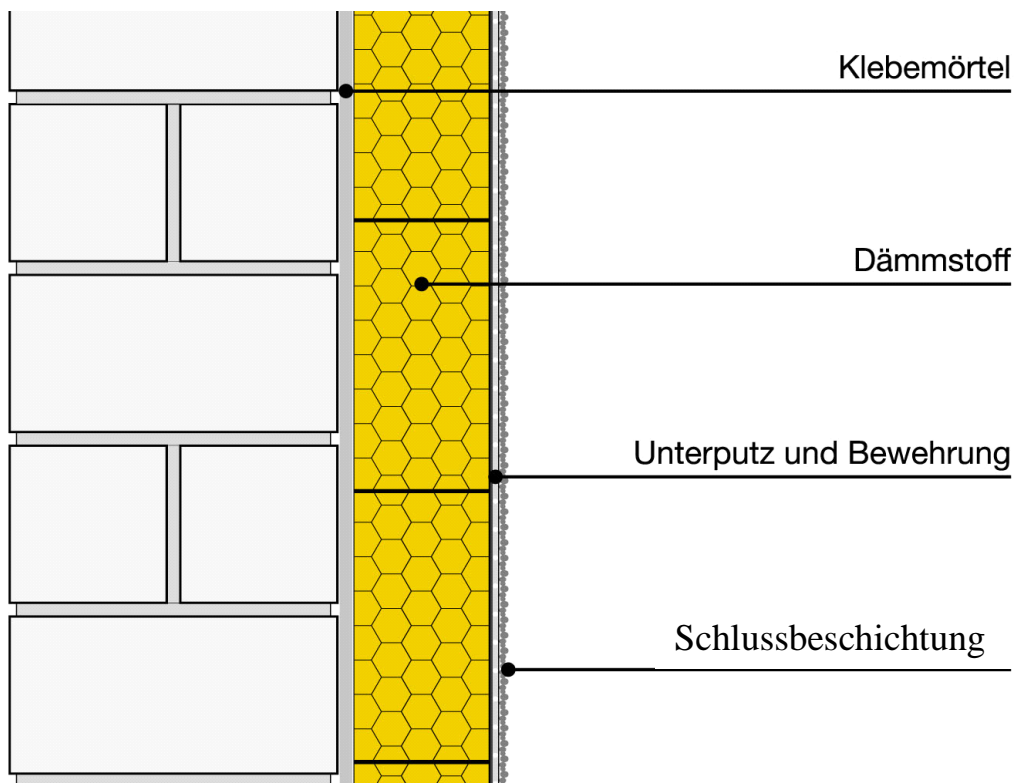 Klebemörtel
Dämmstoff
Unterputz und Bewehrung
Schlussbeschichtung